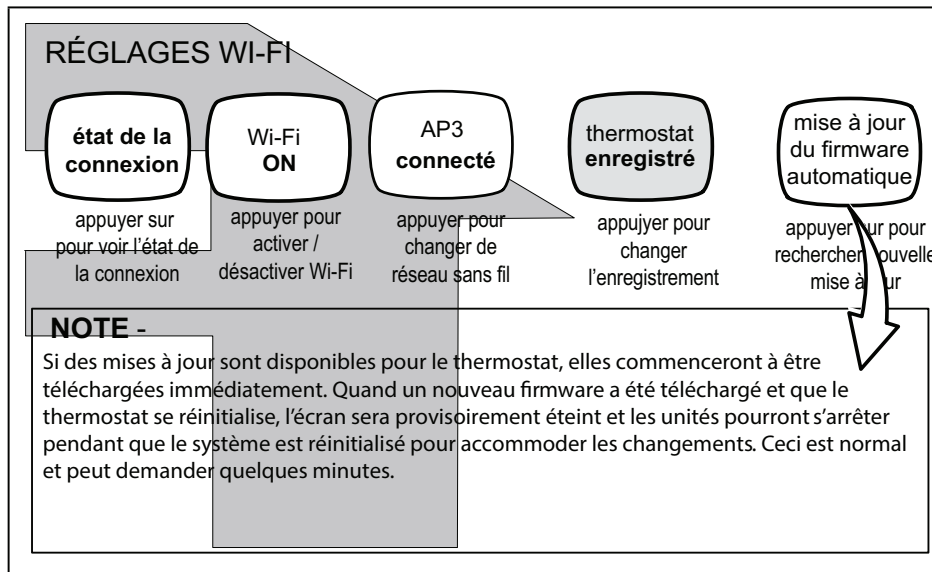 RÉGLAGES WI-FI
état de la
connexion
Wi-Fi
ON
AP3
connecté
thermostat
enregistré
mise à jour
du firmware
automatique
appuyer sur
pour voir l'état de
la connexion
appuyer pour
activer /
désactiver Wi-Fi
appuyer pour
changer de
réseau sans fil
appujyer pour
changer
l'enregistrement
appuyer sur pour
rechercher nouvelle
mise à jour
NOTE -
Si des mises à jour sont disponibles pour le thermostat, elles commenceront à être
téléchargées immédiatement. Quand un nouveau firmware a été téléchargé et que le
thermostat se réinitialise, l'écran sera provisoirement éteint et les unités pourront s'arrêter
pendant que le système est réinitialisé pour accommoder les changements. Ceci est normal
et peut demander quelques minutes.